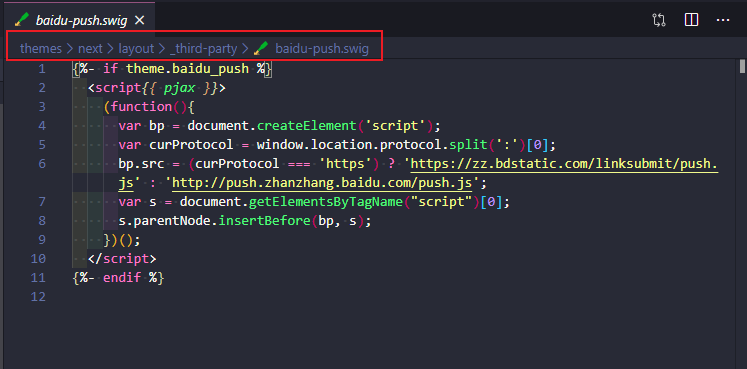 baidu-push.swig
themes > next > layout > _third-party > baidu-push.swig
1 {%- if theme.baidu_push %}
2 <script{{ pjax }}>
3 (function(){
4 var bp = document.createElement('script');
5 var curProtocol = window.location.protocol.split(':')[0];
6 bp.src = (curProtocol === 'https') ? 'https://zz.bdstatic.com/linksubmit/push.
js' : 'http://push.zhanzhang.baidu.com/push.js';
7 var s = document.getElementsByTagName("script")[0];
8 s.parentNode.insertBefore(bp, s);
9 })();
10 </script>
11 {%- endif %}
12